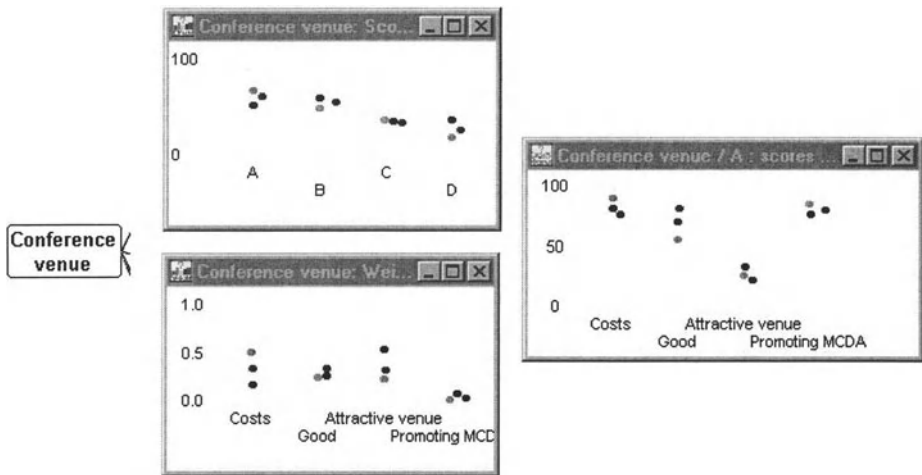 Conference venue: Sco...
100
0
A
B
C
D
Conference
venue
Conference venue: Wei...
1.0
0.5
0.0
Costs
Attractive venue
Good
Promoting MCD
Conference venue / A : scores ...
100
50
0
Costs
Attractive venue
Good
Promoting MCDA